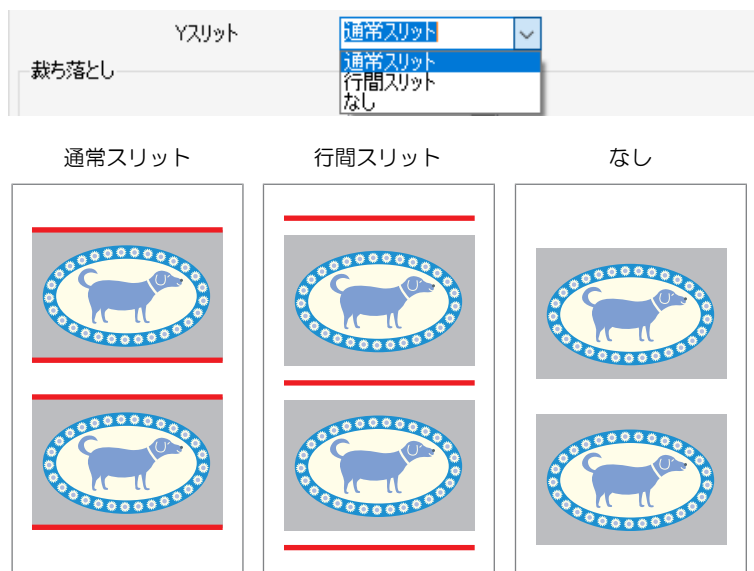 Yスリット 通常スリット
通常スリット
裁ち落とし
行間スリット
なし
通常スリット 行間スリット なし